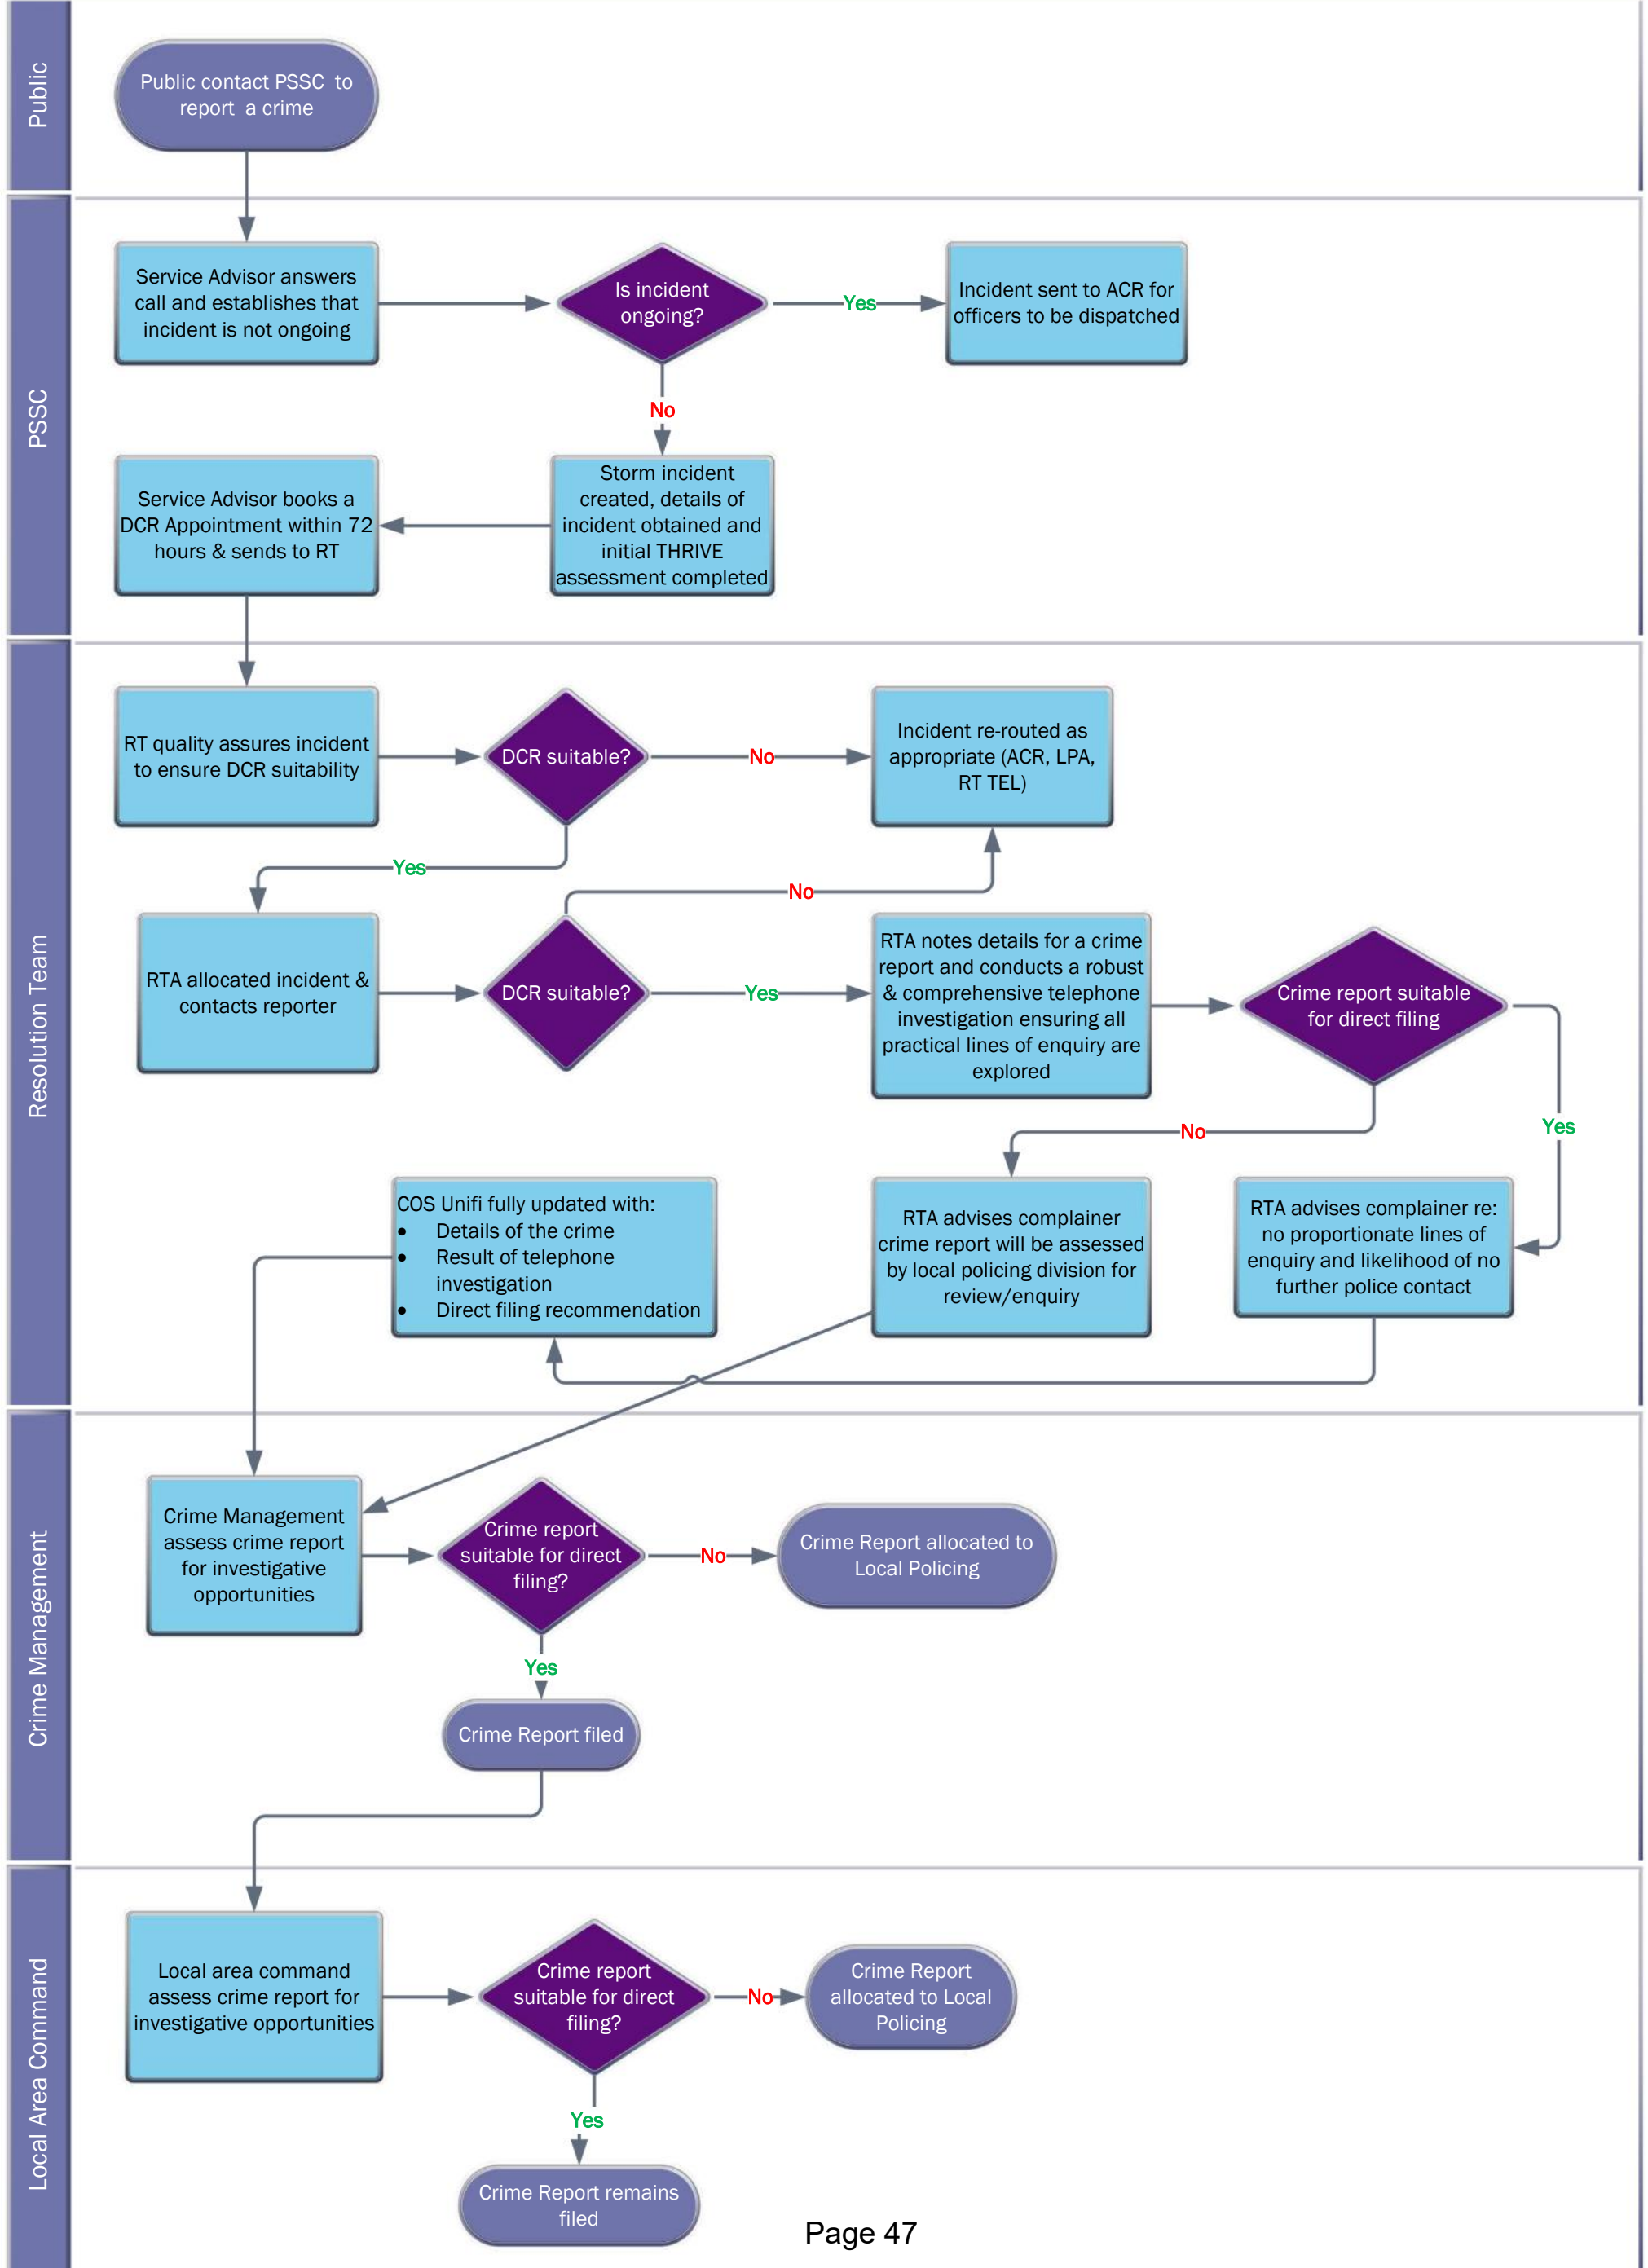 Public
Public contact PSSC to
report a crime
PSSC
Service Advisor answers
call and establishes that
incident is not ongoing
Is incident
ongoing?
Yes
Incident sent to ACR for
officers to be dispatched
No
Storm incident
created, details of
incident obtained and
initial THRIVE
assessment completed
Service Advisor books a
DCR Appointment within 72
hours & sends to RT
Resolution Team
RT quality assures incident
to ensure DCR suitability
DCR suitable?
No
Incident re-routed as
appropriate (ACR, LPA,
RT TEL)
Yes
No
RTA allocated incident &
contacts reporter
DCR suitable?
Yes
RTA notes details for a crime
report and conducts a robust
& comprehensive telephone
investigation ensuring all
practical lines of enquiry are
explored
Crime report suitable
for direct filing
No
Yes
COS Unifi fully updated with:
• Details of the crime
• Result of telephone
investigation
• Direct filing recommendation
RTA advises complainer
crime report will be assessed
by local policing division for
review/enquiry
RTA advises complainer re:
no proportionate lines of
enquiry and likelihood of no
further police contact
Crime Management
Crime Management
assess crime report
for investigative
opportunities
Crime report
suitable for direct
filing?
No
Crime Report allocated to
Local Policing
Yes
Crime Report filed
Local Area Command
Local area command
assess crime report for
investigative opportunities
Crime report
suitable for direct
filing?
No
Crime Report
allocated to Local
Policing
Yes
Crime Report remains
filed
Page 47